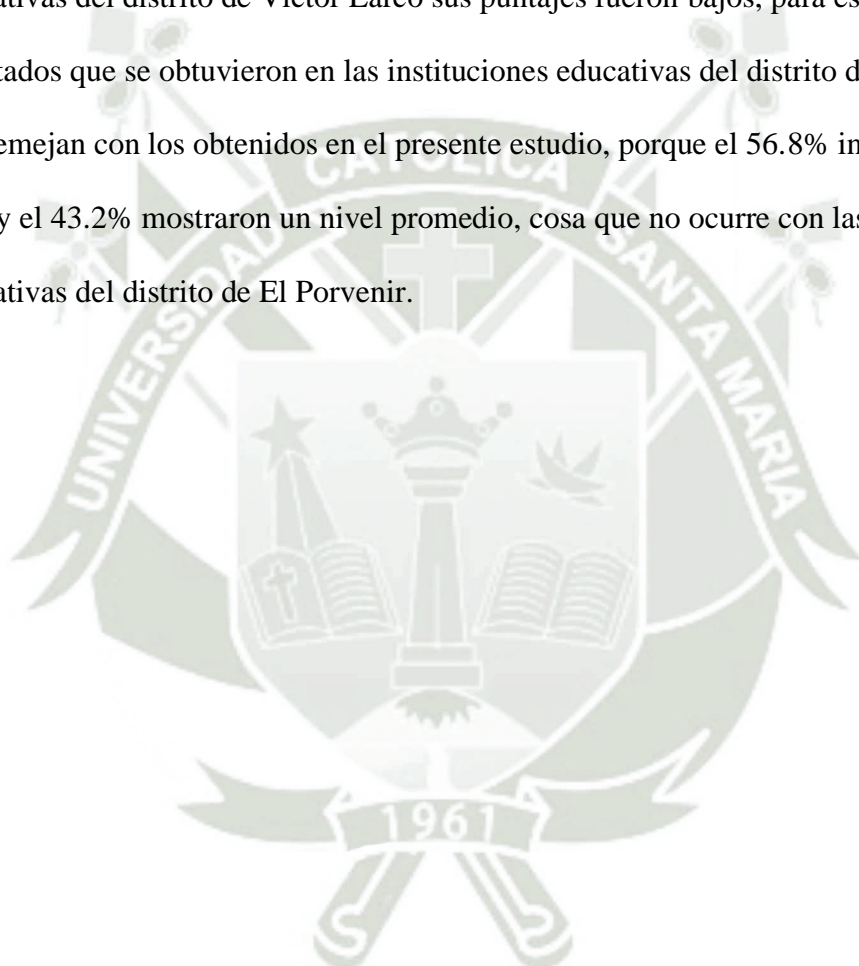 ativas del distrito de Víctor Larco sus puntajes fueron bajos, para es
tados que se obtuvieron en las instituciones educativas del distrito d
emejan con los obtenidos en el presente estudio, porque el 56.8% in
y el 43.2% mostraron un nivel promedio, cosa que no ocurre con las
ativas del distrito de El Porvenir.
UNIVERSIDAD CATOLICA SANTA MARIA
1961